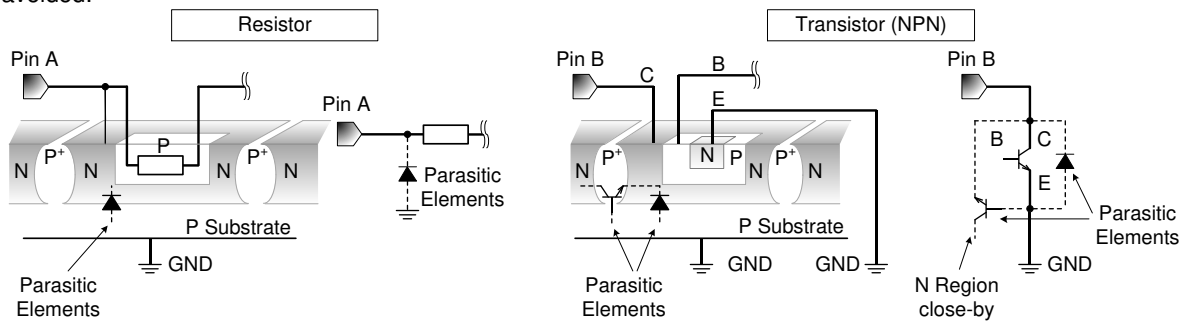 avoided.
Resistor
Transistor (NPN)
Pin A
Pin A
N
P+
N
P
N
P+
N
Parasitic
Elements
P Substrate
GND
Parasitic
Elements
Pin B
C
B
E
N
P+
N
N
P
N
P+
N
P Substrate
GND
GND
Parasitic
Elements
Pin B
B
C
E
Parasitic
Elements
GND
N Region
close-by